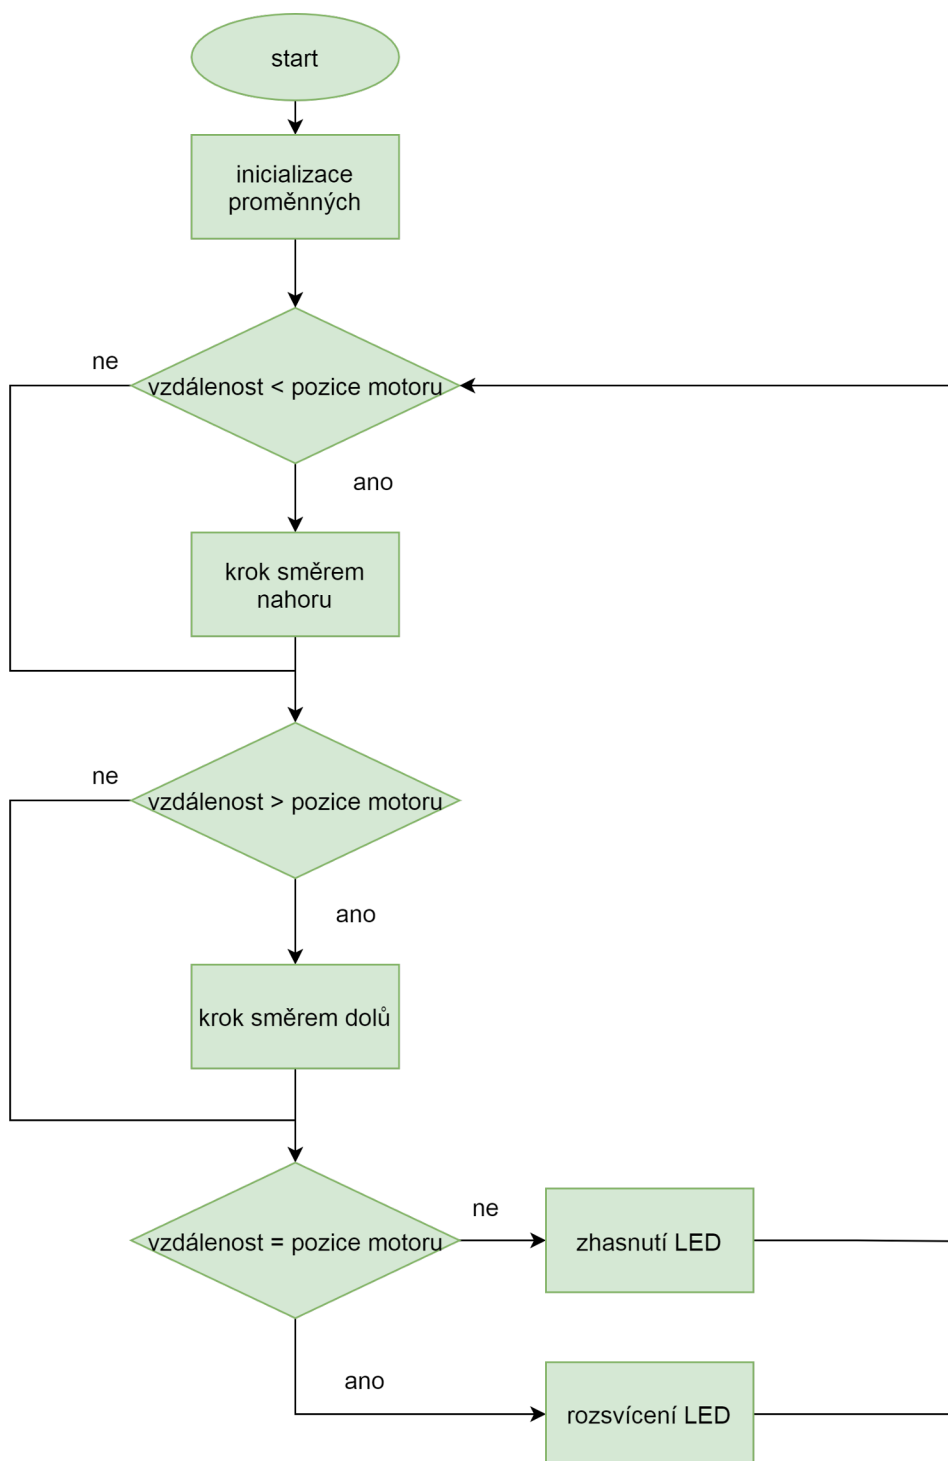 start
inicializace
proměnných
ne
vzdálenost < pozice motoru
ano
krok směrem
nahoru
ne
vzdálenost > pozice motoru
ano
krok směrem dolů
vzdálenost = pozice motoru
ne
zhasnutí LED
ano
rozsvícení LED